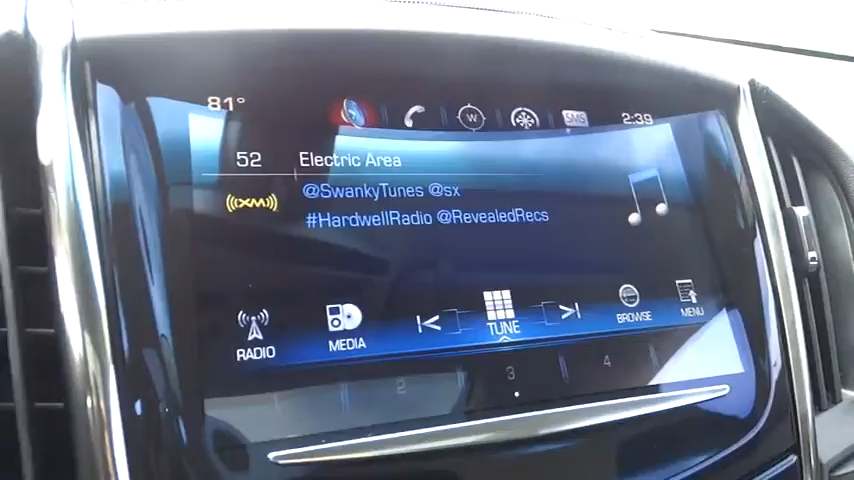 81°
W
SMS
2:39
52 Electric Area
(((XM))) @SwankyTunes @sx
#HardwellRadio @RevealedRecs
RADIO
MEDIA
TUNE
BROWSE
MENU
1 2 3 4